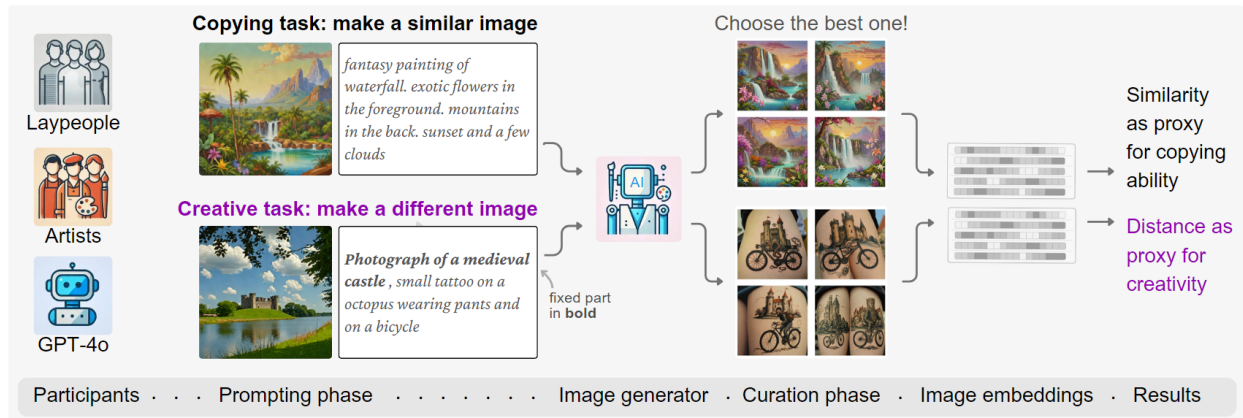 Copying task: make a similar image
Choose the best one!
Laypeople
Artists
GPT-4o
fantasy painting of
waterfall. exotic flowers in
the foreground. mountains
in the back. sunset and a few
clouds
Creative task: make a different image
Photograph of a medieval
castle , small tattoo on a
octopus wearing pants and
on a bicycle
fixed part
in bold
AI
Similarity
as proxy
for copying
ability
Distance as
proxy for
creativity
Participants . . . Prompting phase . . . . . . . Image generator . Curation phase . Image embeddings . Results